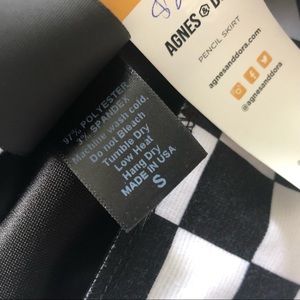 AGNES & D
PENCIL SKIRT
agnesanddora.com
@agnesanddora
97% POLYESTER
3% SPANDEX
Machine wash cold.
Do not Bleach
Tumble Dry
Low Heat
Hang Dry
MADE IN USA
S